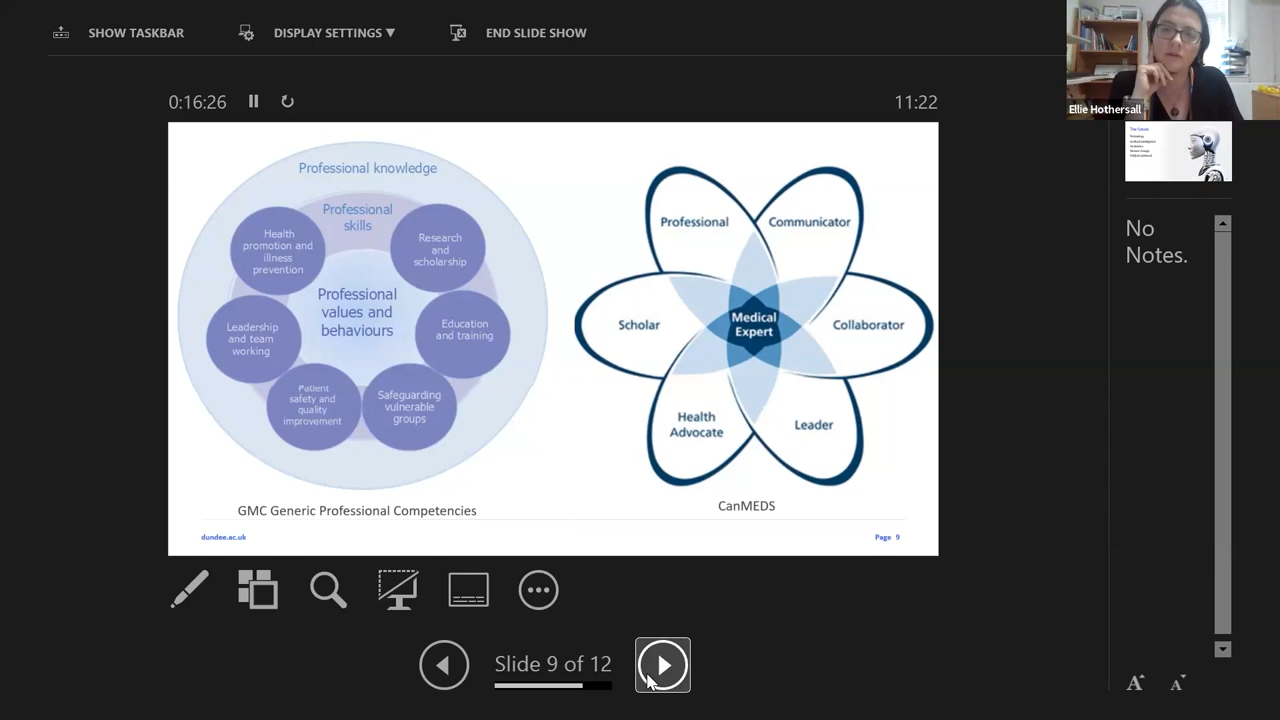 SHOW TASKBAR
DISPLAY SETTINGS ▼
END SLIDE SHOW
Ellie Hothersall
0:16:26
11:22
Professional knowledge
Professional
skills
Health
promotion and
illness
prevention
Research
and
scholarship
Leadership
and team
working
Professional
values and
behaviours
Education
and training
Patient
safety and
quality
improvement
Safeguarding
vulnerable
groups
GMC Generic Professional Competencies
Professional
Communicator
Scholar
Medical
Expert
Collaborator
Health
Advocate
Leader
CanMEDS
dundee.ac.uk
Page 9
The future
No
Notes.
Slide 9 of 12
A
A